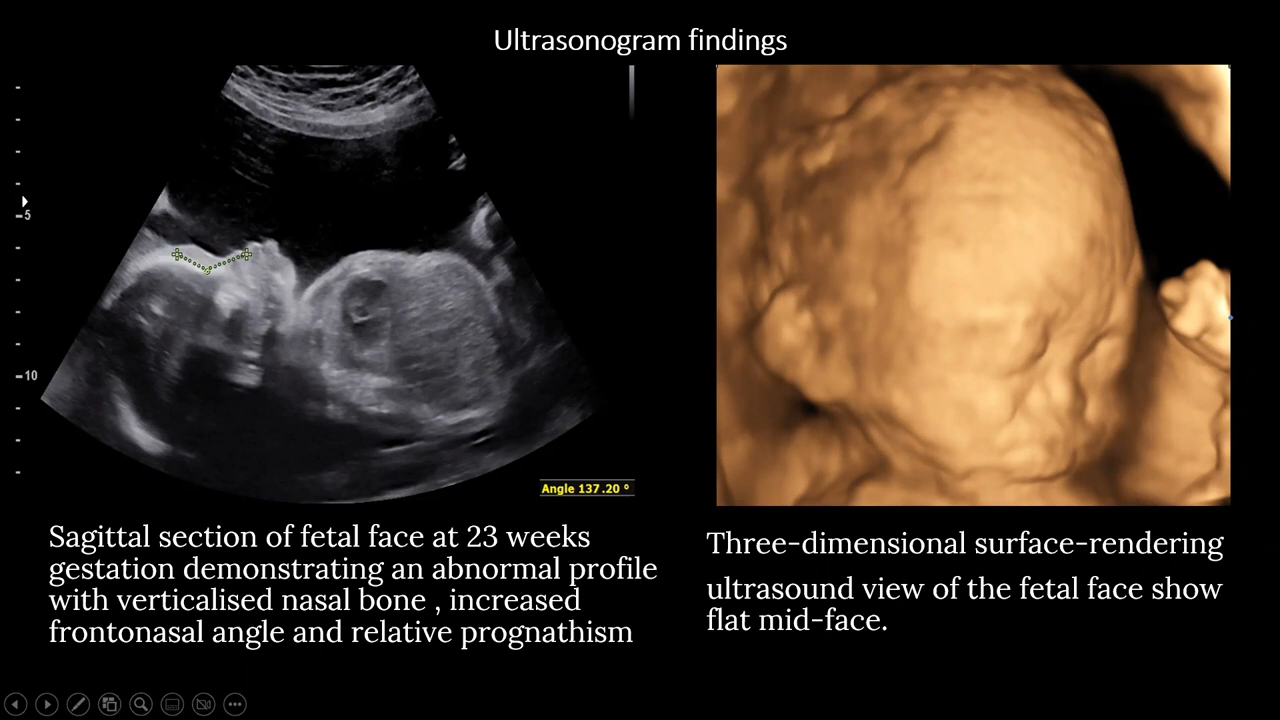 Ultrasonogram findings
5
10
Angle 137.20 °
Sagittal section of fetal face at 23 weeks
gestation demonstrating an abnormal profile
with verticalised nasal bone , increased
frontonasal angle and relative prognathism
Three-dimensional surface-rendering
ultrasound view of the fetal face show
flat mid-face.